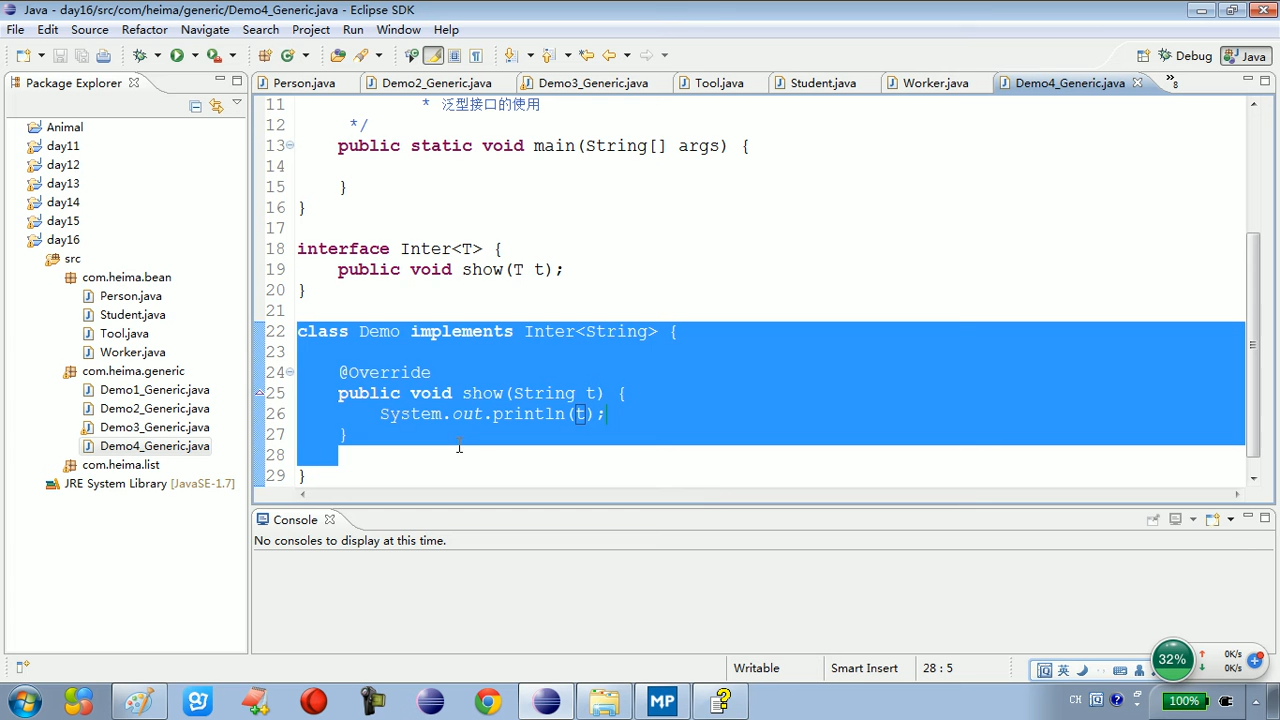 Java - day16/src/com/heima/generic/Demo4_Generic.java - Eclipse SDK
File Edit Source Refactor Navigate Search Project Run Window Help
Debug Java
Package Explorer
Person.java Demo2_Generic.java Demo3_Generic.java Tool.java Student.java Worker.java Demo4_Generic.java »8
Animal
day11
day12
day13
day14
day15
day16
src
com.heima.bean
Person.java
Student.java
Tool.java
Worker.java
com.heima.generic
Demo1_Generic.java
Demo2_Generic.java
Demo3_Generic.java
Demo4_Generic.java
com.heima.list
JRE System Library [JavaSE-1.7]
11 * 泛型接口的使用
12 */
13 public static void main(String[] args) {
14
15 }
16 }
17
18 interface Inter<T> {
19 public void show(T t);
20 }
21
22 class Demo implements Inter<String> {
23
24 @Override
25 public void show(String t) {
26 System.out.println(t);
27 }
28
29 }
Console
No consoles to display at this time.
Writable Smart Insert 28 : 5
英
32%
0K/s
0K/s
MP
CH
100%